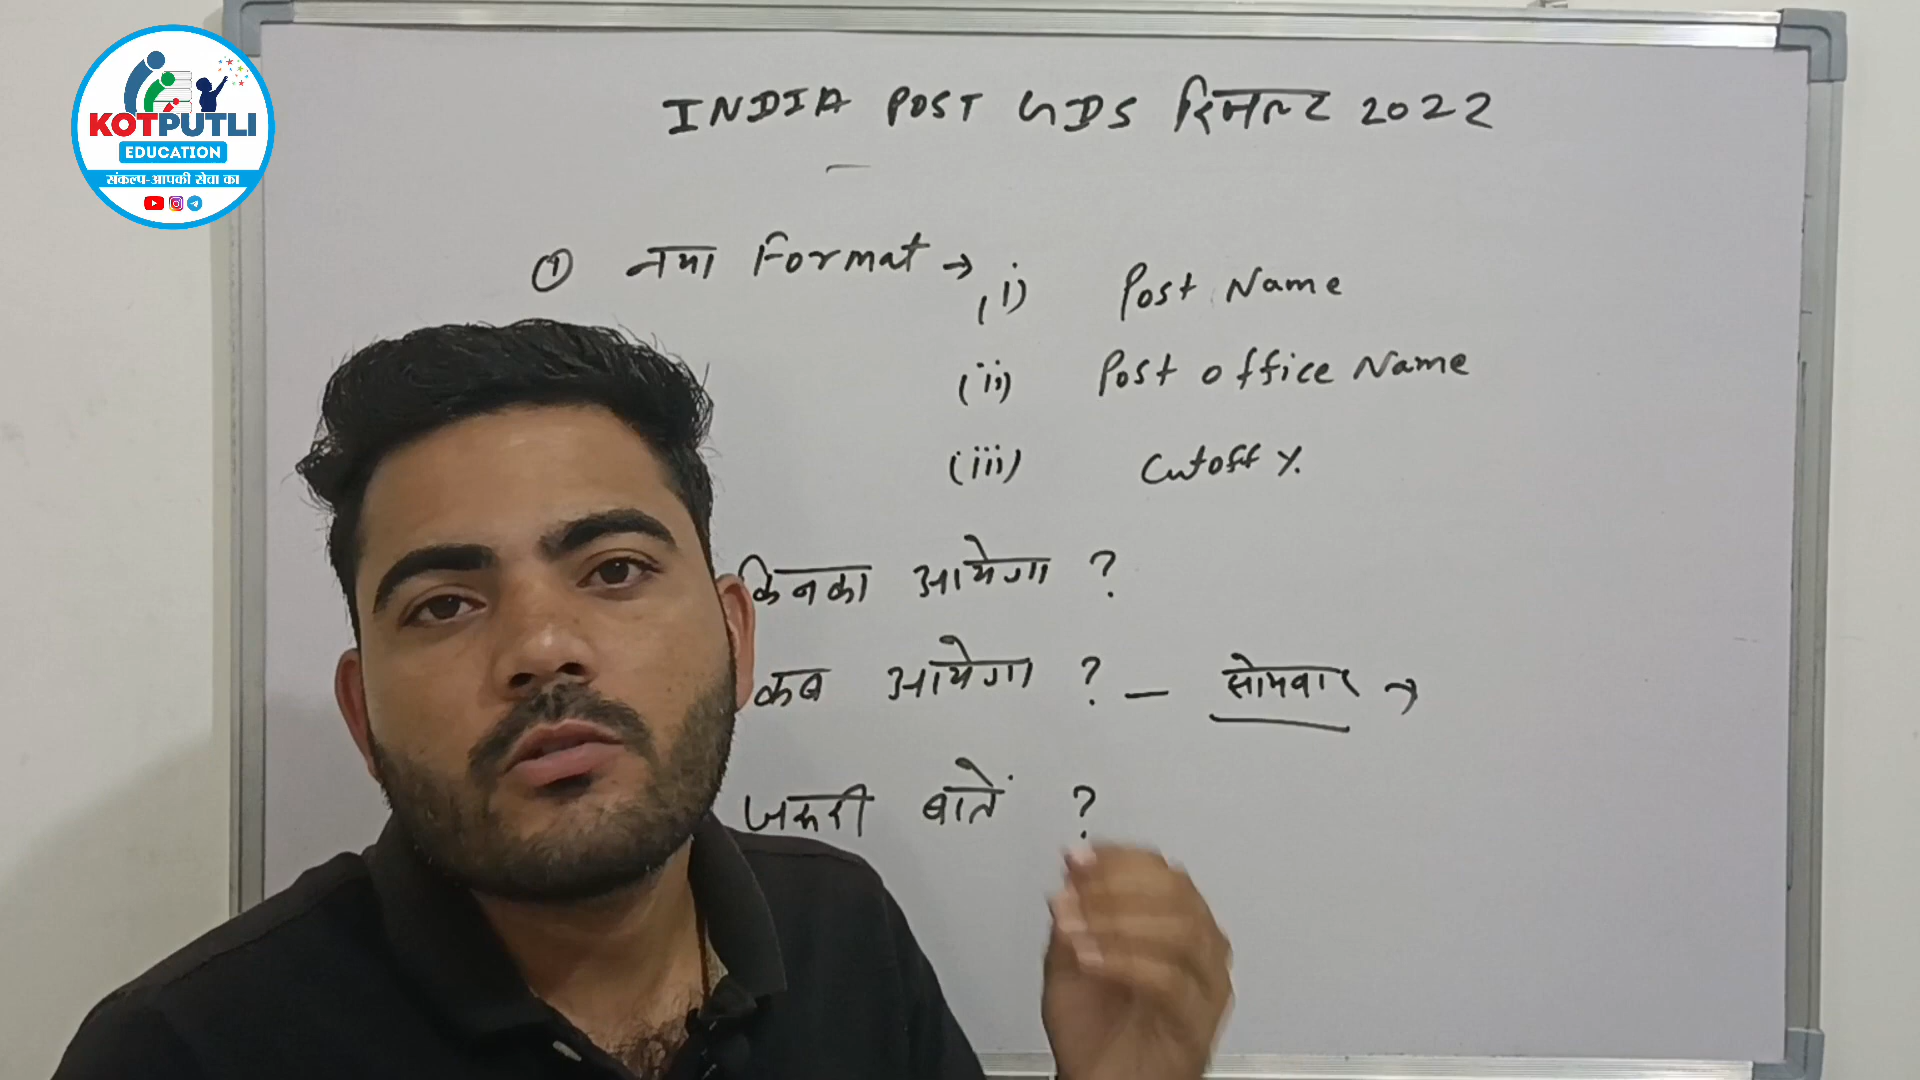 KOTPUTLI
EDUCATION
संकल्प-आपकी सेवा का
INDIA POST GDS रिजल्ट 2022
① नया Format → (i) Post Name
(ii) Post office Name
(iii) Cutoff %
किनका आयेगा ?
कब आयेगा ? — सोमवार →
जरुरी बातें ?